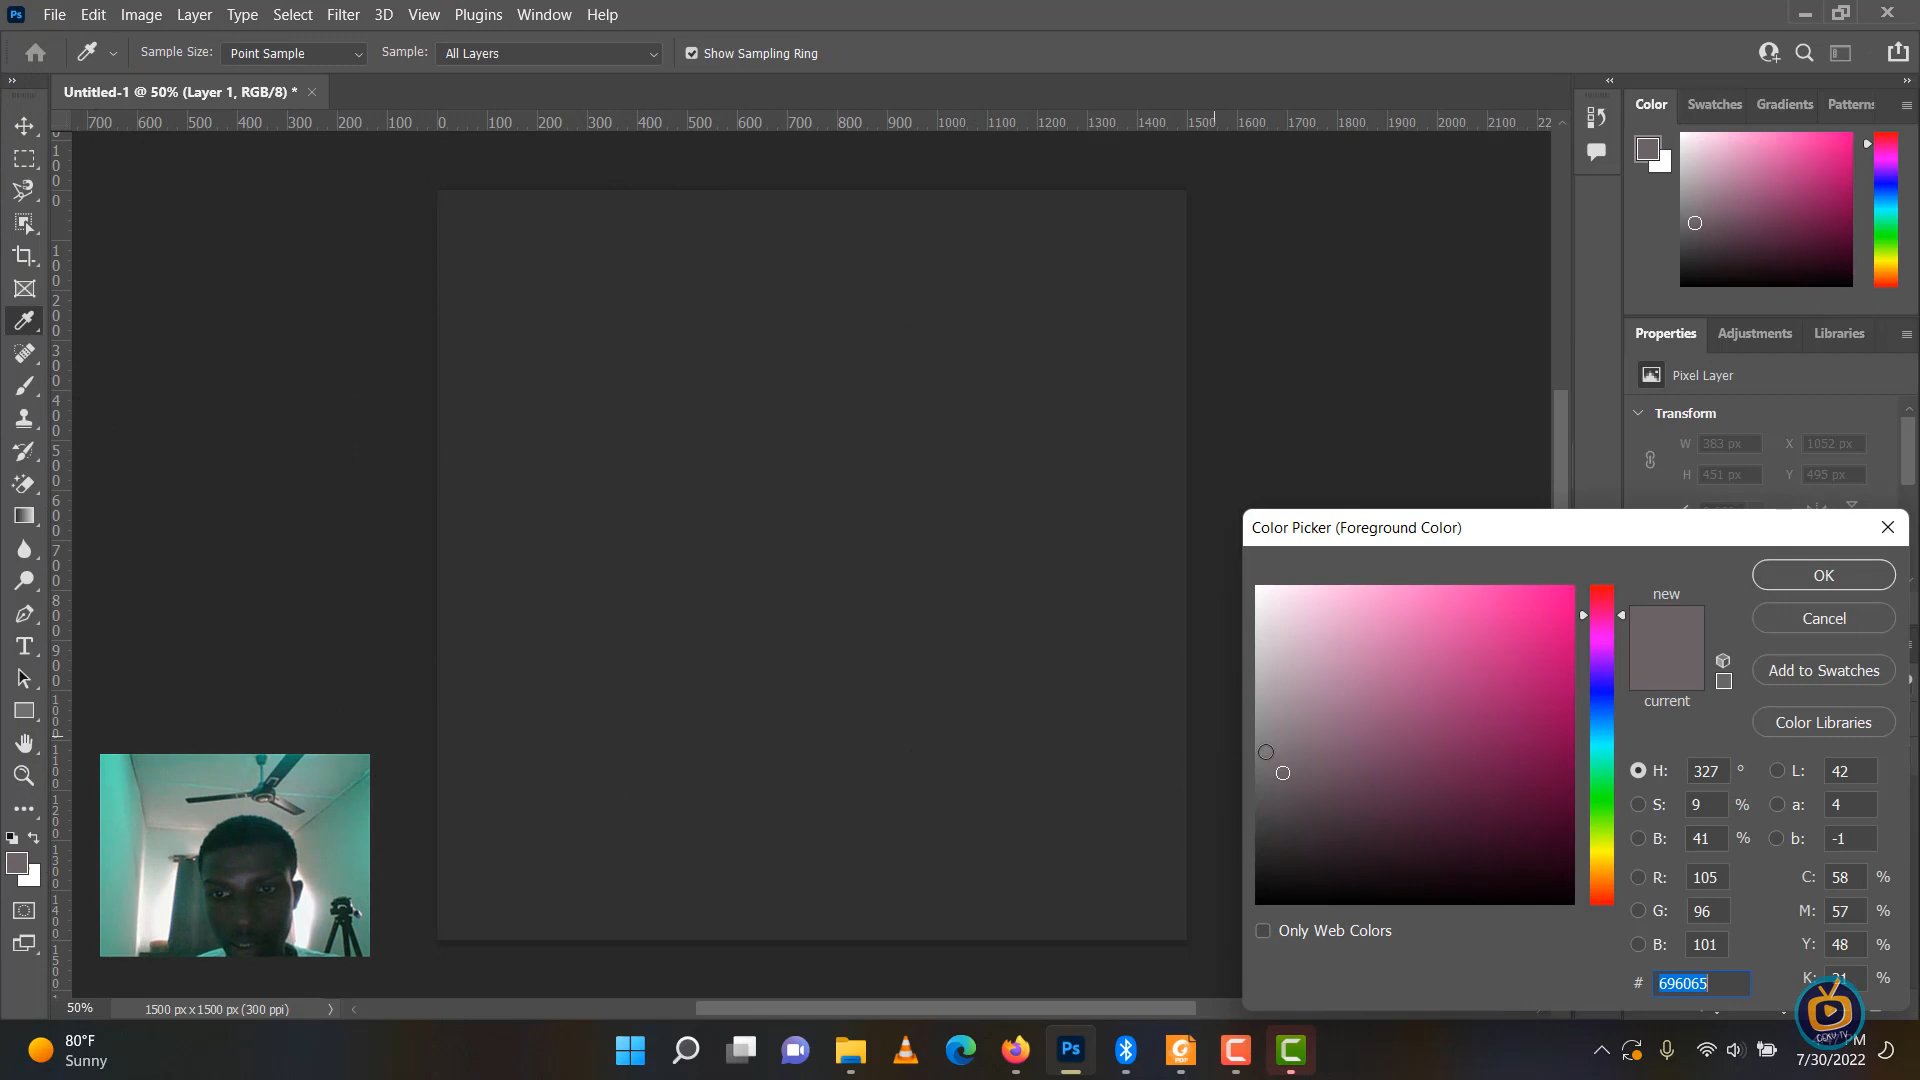 File Edit Image Layer Type Select Filter 3D View Plugins Window Help
Sample Size: Point Sample Sample: All Layers Show Sampling Ring
Untitled-1 @ 50% (Layer 1, RGB/8) *
700 600 500 400 300 200 100 0 100 200 300 400 500 600 700 800 900 1000 1100 1200 1300 1400 1500 1600 1700 1800 1900 2000 2100 22
Color Swatches Gradients Patterns
Properties Adjustments Libraries
Pixel Layer
Transform
W 383 px X 1052 px
H 451 px Y 495 px
Color Picker (Foreground Color)
new
current
OK
Cancel
Add to Swatches
Color Libraries
H: 327 ° L: 42
S: 9 % a: 4
B: 41 % b: -1
R: 105 C: 58 %
G: 96 M: 57 %
B: 101 Y: 48 %
# 696065 K: %
Only Web Colors
50% 1500 px x 1500 px (300 ppi)
80°F
Sunny
7/30/2022